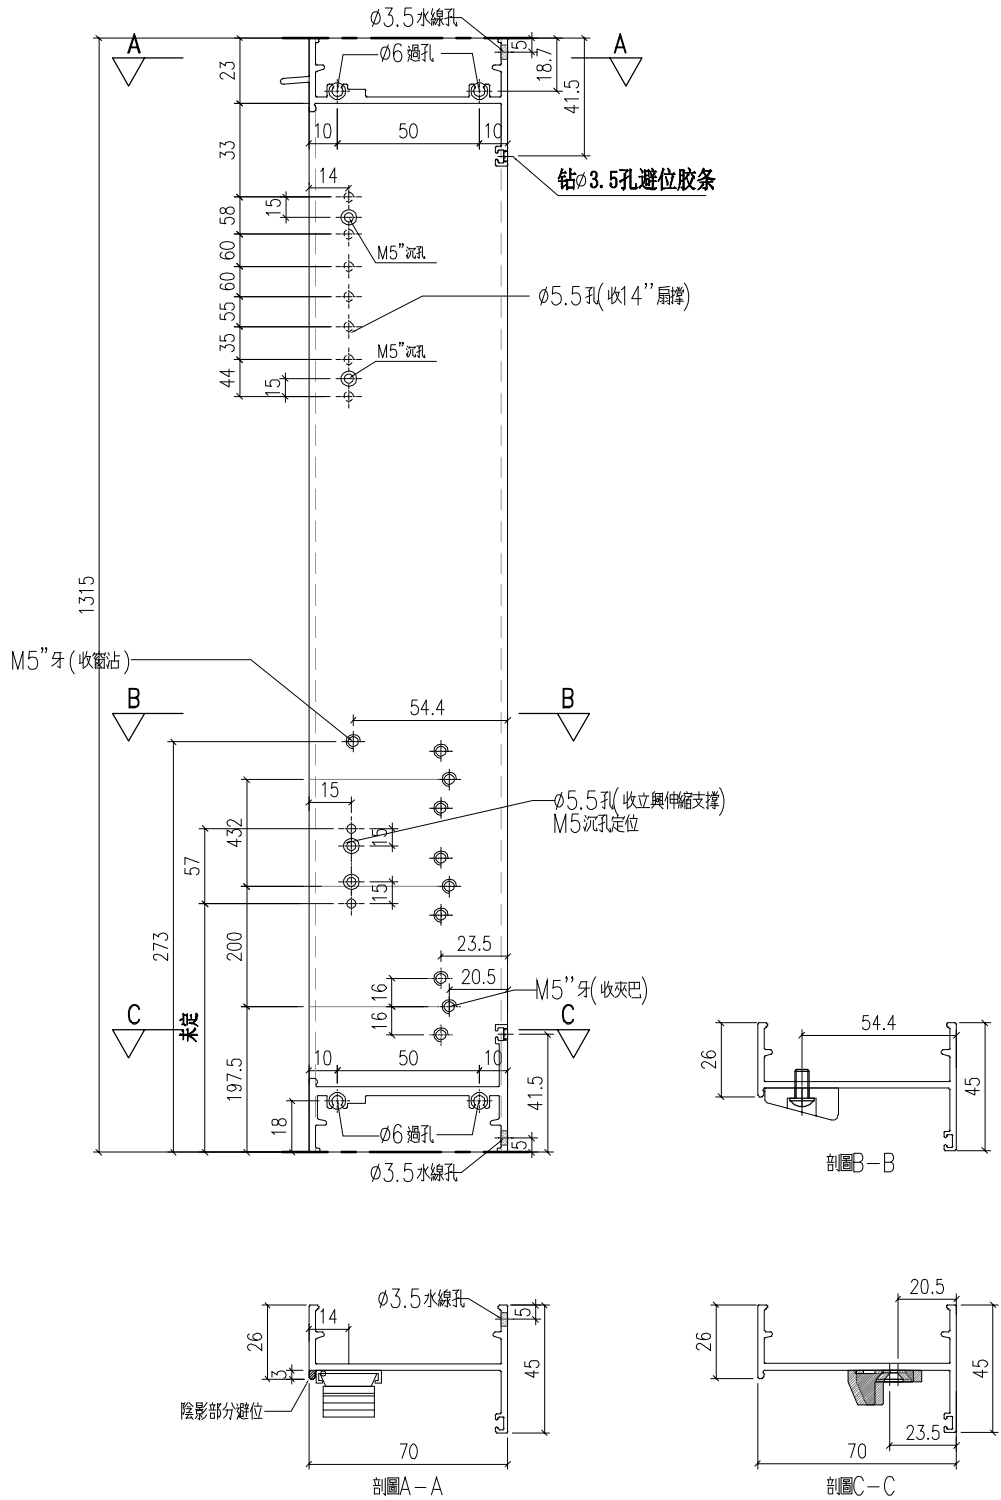 Ø3.5水線孔
A
A
Ø6過孔
5
18.7
41.5
23
10
50
10
33
钻Ø3.5孔避位胶条
14
15
58
M5"沉孔
60
60
Ø5.5孔(收14"扇撐)
55
35
M5"沉孔
44
15
1315
M5"牙(收窗沾)
B
B
54.4
15
Ø5.5孔(收立興伸縮支撐)
M5沉孔定位
432
15
57
15
273
200
23.5
20.5
M5"牙(收夾巴)
16
16
C
C
未定
197.5
10
50
10
41.5
18
Ø6過孔
5
Ø3.5水線孔
54.4
26
45
剖圖B-B
Ø3.5水線孔
14
5
26
3
45
陰影部分避位
70
剖圖A-A
20.5
26
45
23.5
70
剖圖C-C